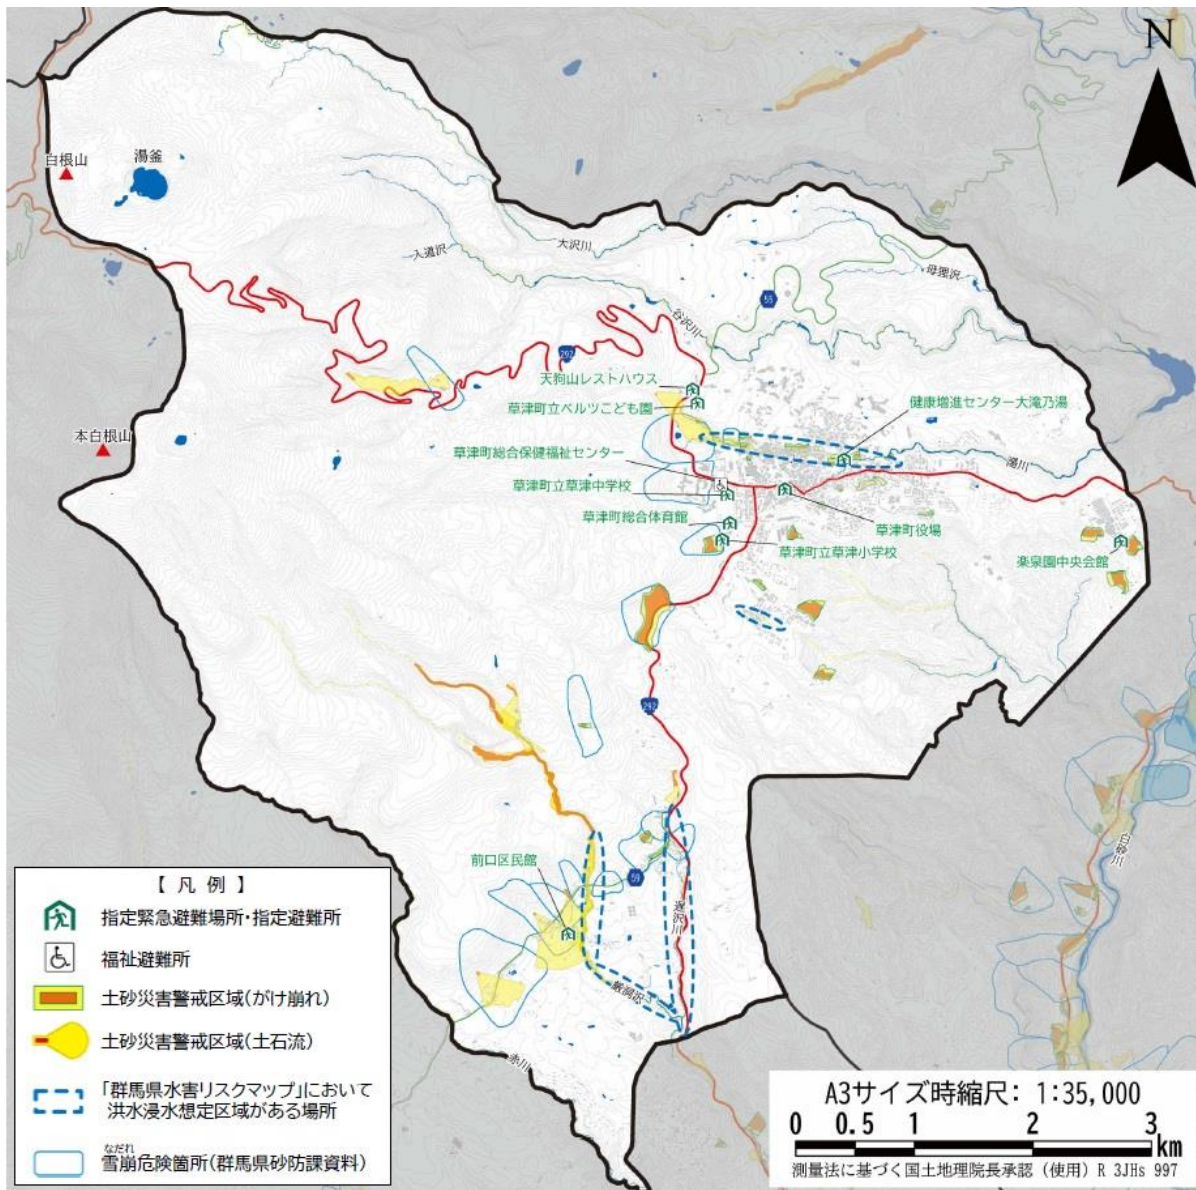 N
白根山
湯釜
大沢川
入道沢
母狸沢
55
谷沢川
292
天狗山レストハウス
草津町立ベルツこども園
健康増進センター大滝乃湯
本白根山
草津町総合保健福祉センター
湯川
草津町立草津中学校
草津町総合体育館
草津町役場
草津町立草津小学校
楽泉園中央会館
292
白砂川
前口区民館
59
遅沢川
厳洞沢
赤川
【 凡 例 】
指定緊急避難場所・指定避難所
福祉避難所
土砂災害警戒区域(がけ崩れ)
土砂災害警戒区域(土石流)
「群馬県水害リスクマップ」において
洪水浸水想定区域がある場所
なだれ
雪崩危険箇所(群馬県砂防課資料)
A3サイズ時縮尺: 1:35,000
0 0.5 1 2 3
km
測量法に基づく国土地理院長承認(使用) R 3JHs 997